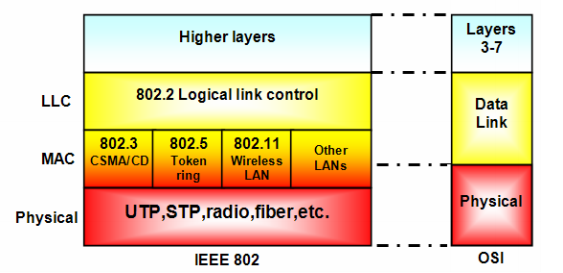 Higher layers
Layers
3-7
LLC
802.2 Logical link control
Data
Link
MAC
802.3
CSMA/CD
802.5
Token
ring
802.11
Wireless
LAN
Other
LANs
Physical
UTP,STP,radio,fiber,etc.
Physical
IEEE 802
OSI